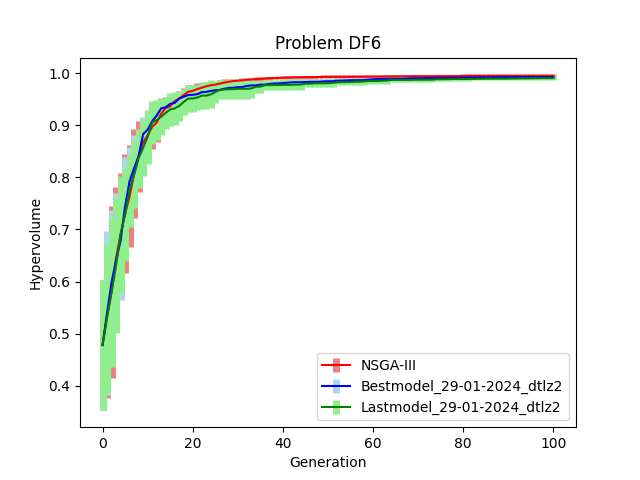 Problem DF6
1.0
0.9
0.8
0.7
0.6
0.5
0.4
Hypervolume
NSGA-III
Bestmodel_29-01-2024_dtlz2
Lastmodel_29-01-2024_dtlz2
0 20 40 60 80 100
Generation